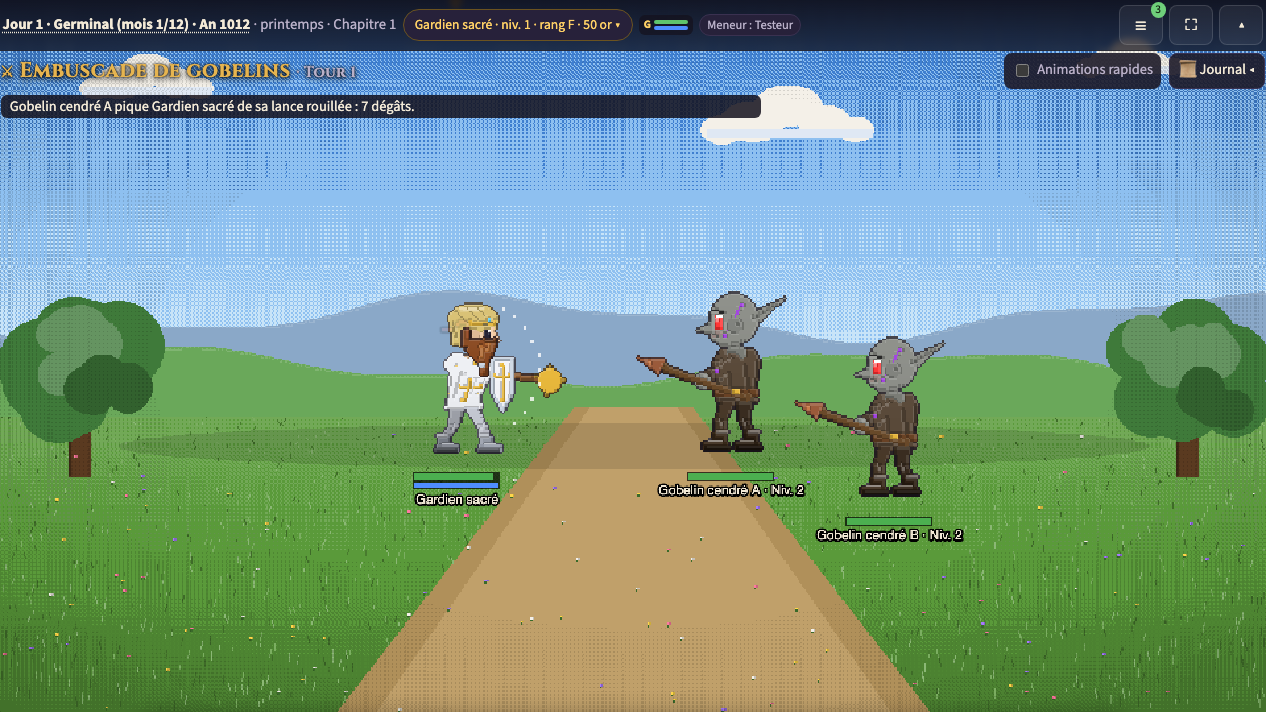 Jour 1 · Germinal (mois 1/12) · An 1012 · printemps · Chapitre 1
Gardien sacré · niv. 1 · rang F · 50 or ▾
G
Meneur : Testeur
3
⚔ Embuscade de gobelins · Tour 1
Animations rapides
Journal ◂
Gobelin cendré A pique Gardien sacré de sa lance rouillée : 7 dégâts.
Gardien sacré
Gobelin cendré A · Niv. 2
Gobelin cendré B · Niv. 2